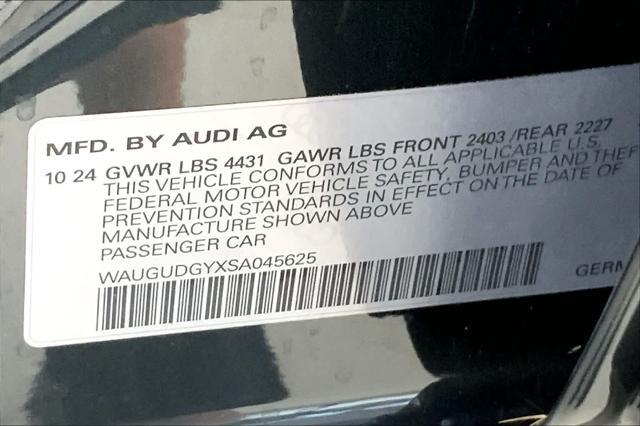 MFD. BY AUDI AG
10 24 GVWR LBS 4431 GAWR LBS FRONT 2403 /REAR 2227
THIS VEHICLE CONFORMS TO ALL APPLICABLE U.S.
FEDERAL MOTOR VEHICLE SAFETY, BUMPER AND THEF
PREVENTION STANDARDS IN EFFECT ON THE DATE OF
MANUFACTURE SHOWN ABOVE
PASSENGER CAR
WAUGUDGYXSA045625
GERM